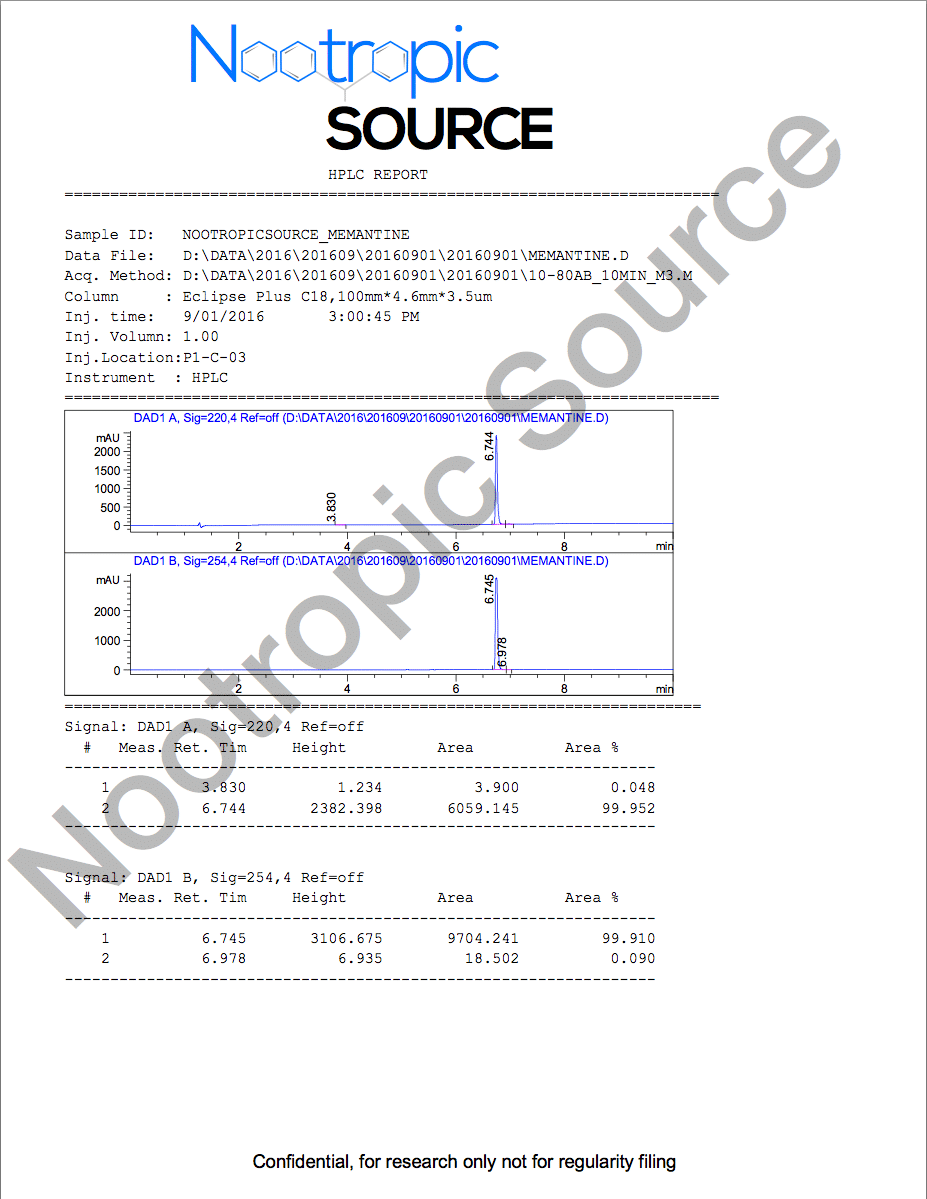 Nootropic
SOURCE
HPLC REPORT
========================================================================
Sample ID: NOOTROPICSOURCE_MEMANTINE
Data File: D:\DATA\2016\201609\20160901\20160901\MEMANTINE.D
Acq. Method: D:\DATA\2016\201609\20160901\20160901\10-80AB_10MIN_M3.M
Column : Eclipse Plus C18,100mm*4.6mm*3.5um
Inj. time: 9/01/2016 3:00:45 PM
Inj. Volumn: 1.00
Inj.Location:P1-C-03
Instrument : HPLC
========================================================================
DAD1 A, Sig=220,4 Ref=off (D:\DATA\2016\201609\20160901\20160901\MEMANTINE.D)
mAU
2000
1500
1000
500
0
3.830
6.744
2 4 6 8 min
DAD1 B, Sig=254,4 Ref=off (D:\DATA\2016\201609\20160901\20160901\MEMANTINE.D)
mAU
2000
1000
0
6.745
6.978
2 4 6 8 min
======================================================================
Signal: DAD1 A, Sig=220,4 Ref=off
# Meas. Ret. Tim Height Area Area %
-----------------------------------------------------------------
1 3.830 1.234 3.900 0.048
2 6.744 2382.398 6059.145 99.952
-----------------------------------------------------------------
Signal: DAD1 B, Sig=254,4 Ref=off
# Meas. Ret. Tim Height Area Area %
-----------------------------------------------------------------
1 6.745 3106.675 9704.241 99.910
2 6.978 6.935 18.502 0.090
-----------------------------------------------------------------
Nootropic Source
Confidential, for research only not for regularity filing